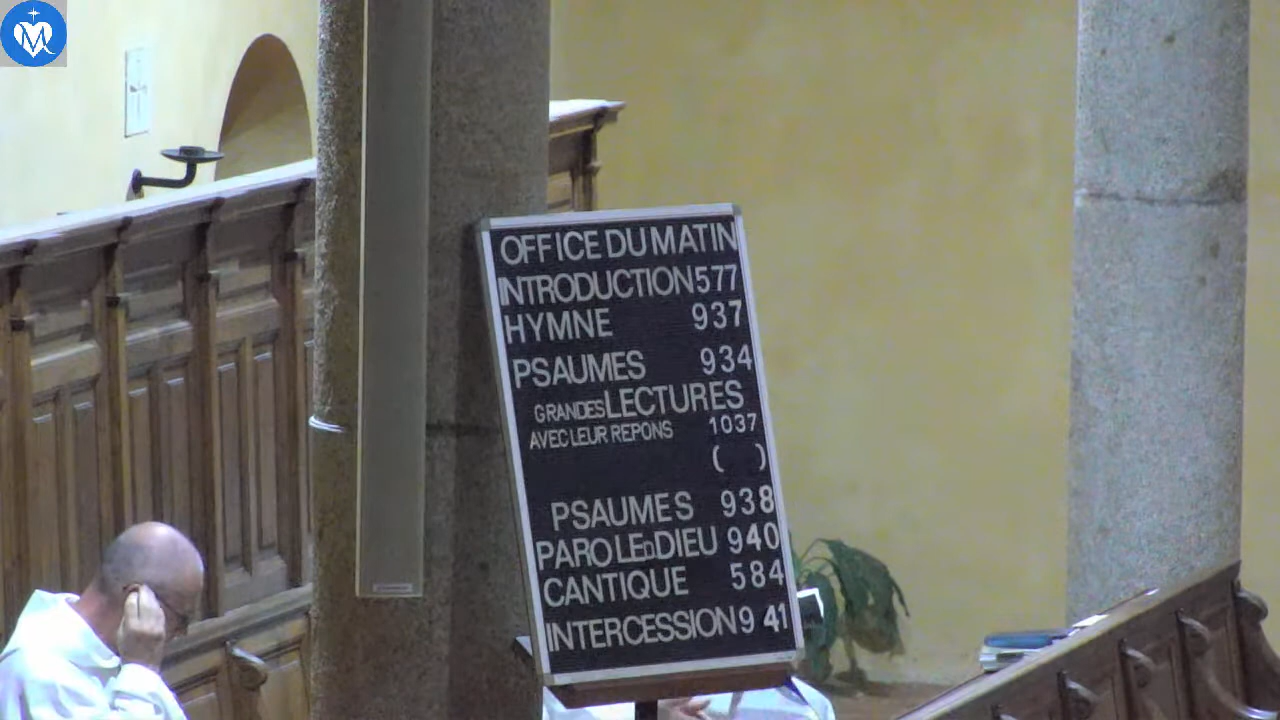 OFFICE DU MATIN
INTRODUCTION 577
HYMNE 937
PSAUMES 934
GRANDES LECTURES
AVEC LEUR REPONS 1037
( )
PSAUMES 938
PAROLE D DIEU 940
CANTIQUE 584
INTERCESSION 941